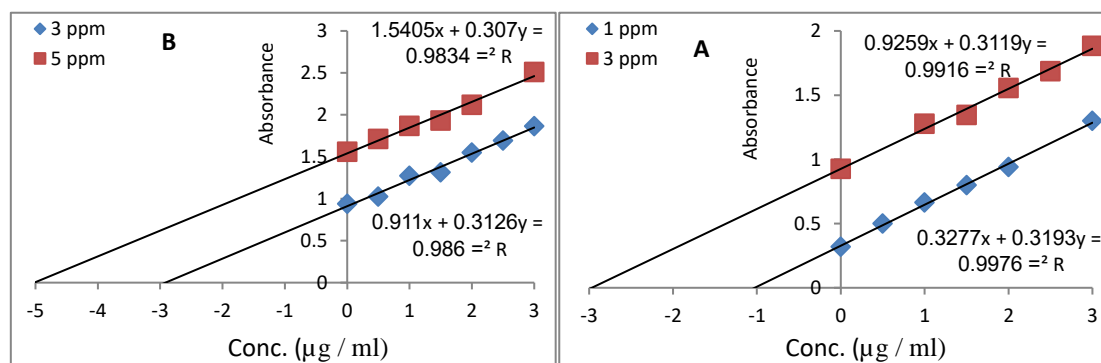 3 ppm
5 ppm
B
1.5405x + 0.307y =
0.9834 =² R
Absorbance
3
2.5
2
1.5
1
0.5
0
0.911x + 0.3126y =
0.986 =² R
-5 -4 -3 -2 -1 0 1 2 3
Conc. (µg / ml)
1 ppm
3 ppm
A
0.9259x + 0.3119y =
0.9916 =² R
Absorbance
2
1.5
1
0.5
0
0.3277x + 0.3193y =
0.9976 =² R
-3 -2 -1 0 1 2 3
Conc. (µg / ml)